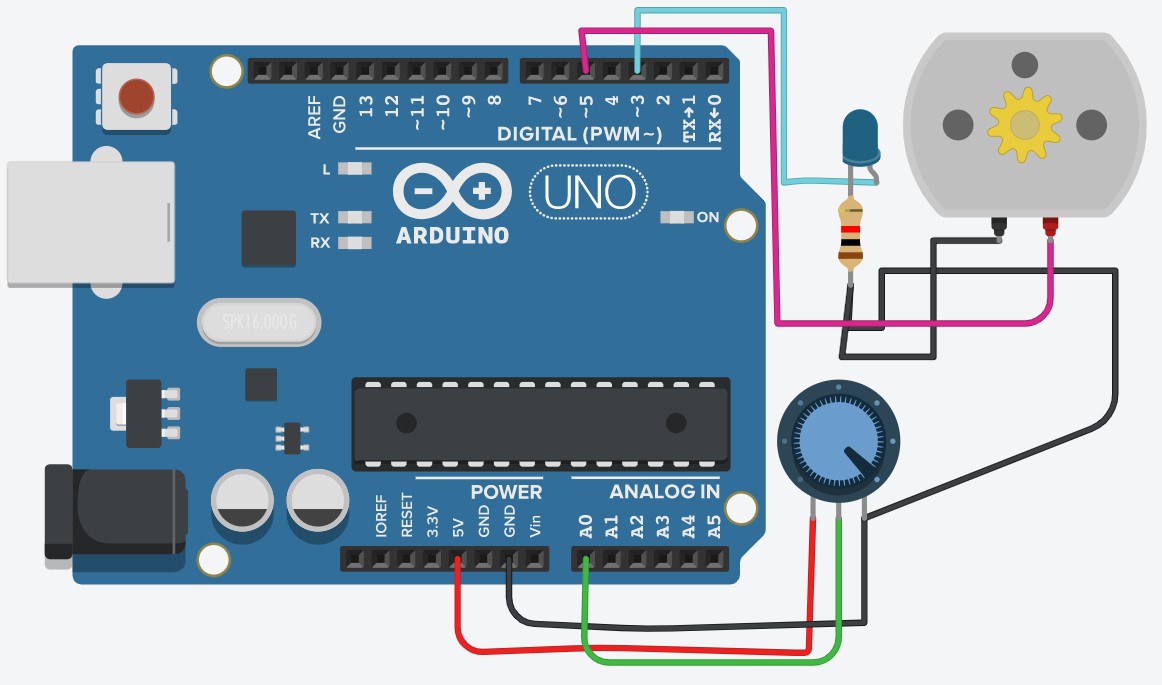 AREF
GND
13
12
~11
~10
~9
8
7
~6
~5
4
~3
2
TX→1
RX←0
DIGITAL (PWM~)
L
TX
RX
UNO
ON
ARDUINO
SPK16.000G
POWER
ANALOG IN
IOREF
RESET
3.3V
5V
GND
GND
Vin
A0
A1
A2
A3
A4
A5